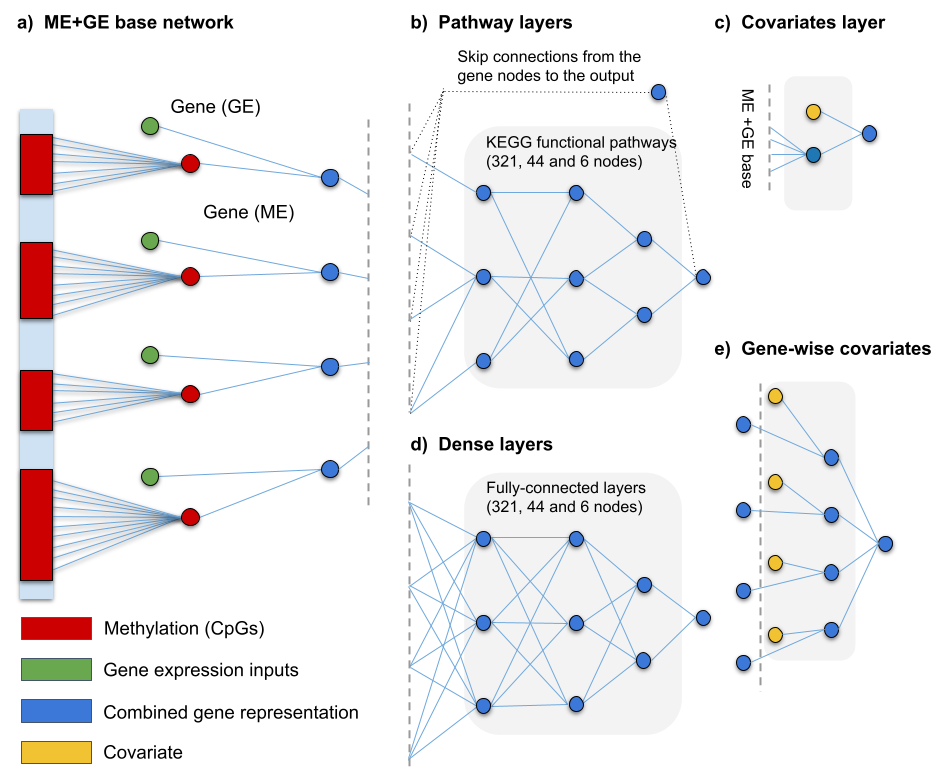 a) ME+GE base network
Gene (GE)
Gene (ME)
Methylation (CpGs)
Gene expression inputs
Combined gene representation
Covariate
b) Pathway layers
Skip connections from the
gene nodes to the output
KEGG functional pathways
(321, 44 and 6 nodes)
c) Covariates layer
ME +GE base
d) Dense layers
Fully-connected layers
(321, 44 and 6 nodes)
e) Gene-wise covariates